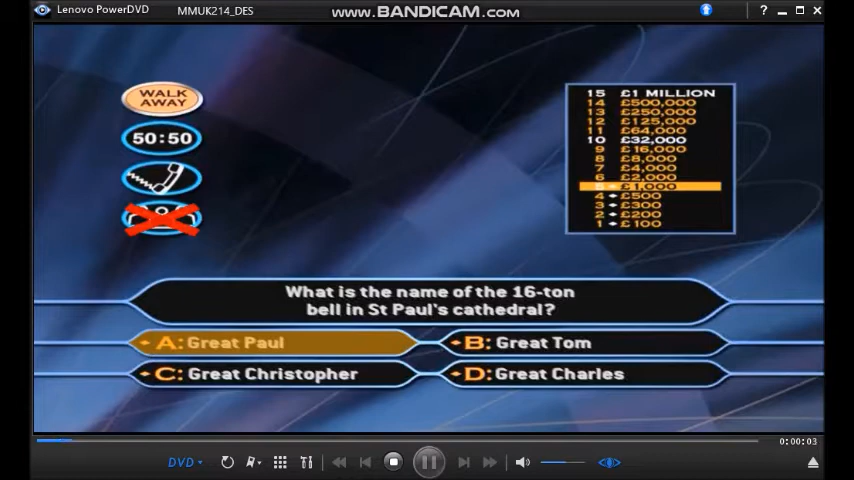 Lenovo PowerDVD
MMUK214_DES
www.BANDICAM.com
?
WALK
AWAY
50:50
15 £1 MILLION
14 £500,000
13 £250,000
12 £125,000
11 £64,000
10 £32,000
9 £16,000
8 £8,000
7 £4,000
6 £2,000
5 £1,000
4 £500
3 £300
2 £200
1 £100
What is the name of the 16-ton
bell in St Paul's cathedral?
A: Great Paul
B: Great Tom
C: Great Christopher
D: Great Charles
0:00:03
DVD